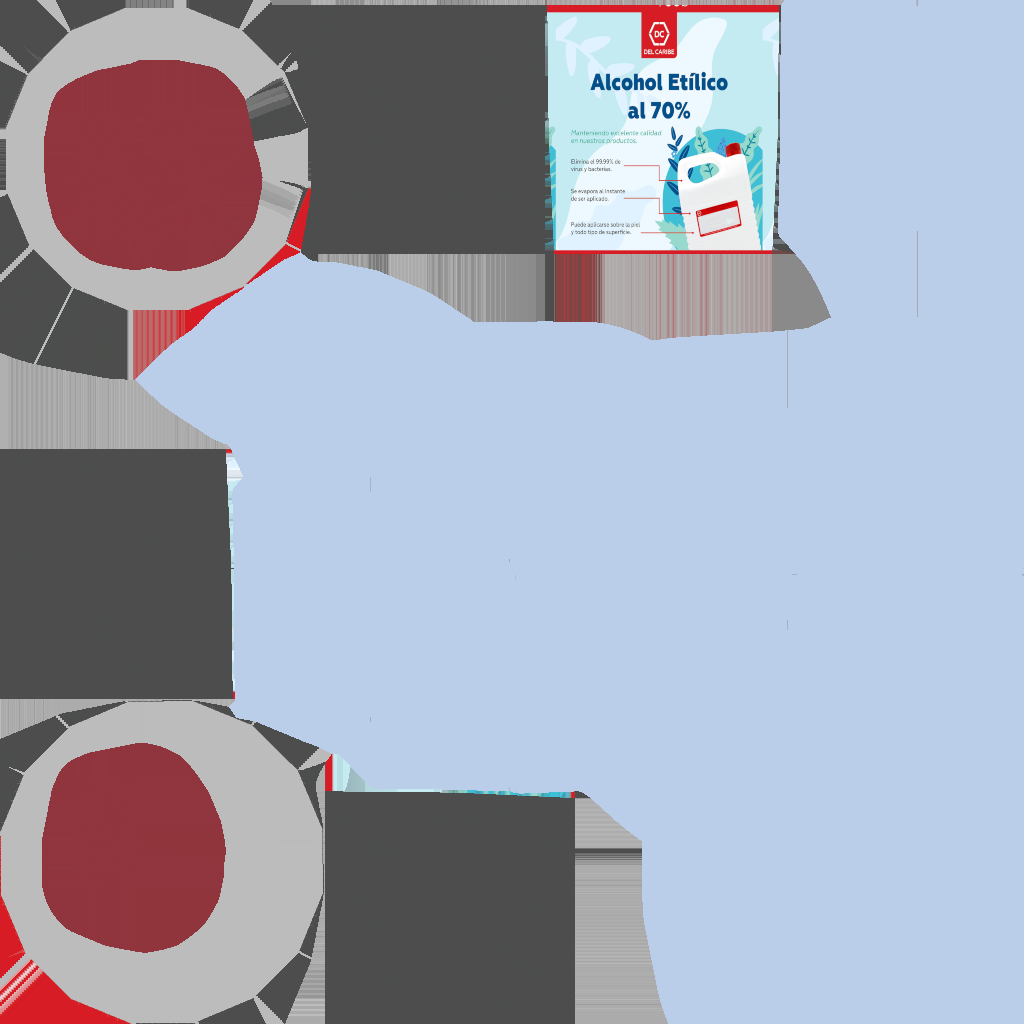 DC
DEL CARIBE
Alcohol Etílico
al 70%
Manteniendo excelente calidad
en nuestros productos.
Elimina el 99.99% de
virus y bacterias.
Se evapora al instante
de ser aplicado.
Puede aplicarse sobre la piel
y todo tipo de superficie.